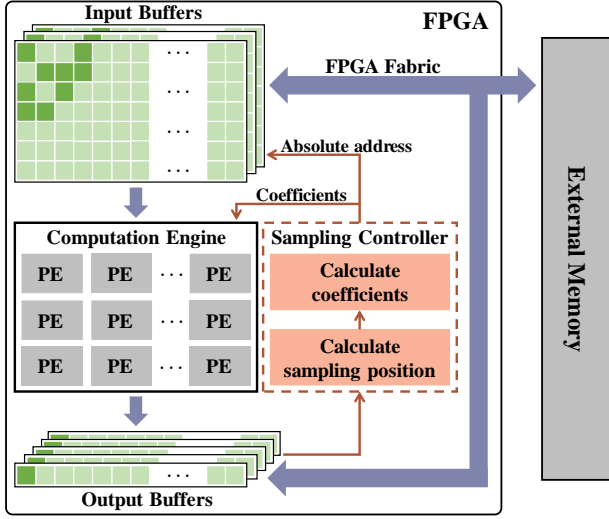 Input Buffers
FPGA
. . .
. . .
. . .
FPGA Fabric
External Memory
Absolute address
Coefficients
Computation Engine
PE PE . . . PE
PE PE . . . PE
PE PE . . . PE
Sampling Controller
Calculate
coefficients
Calculate
sampling position
. . .
Output Buffers